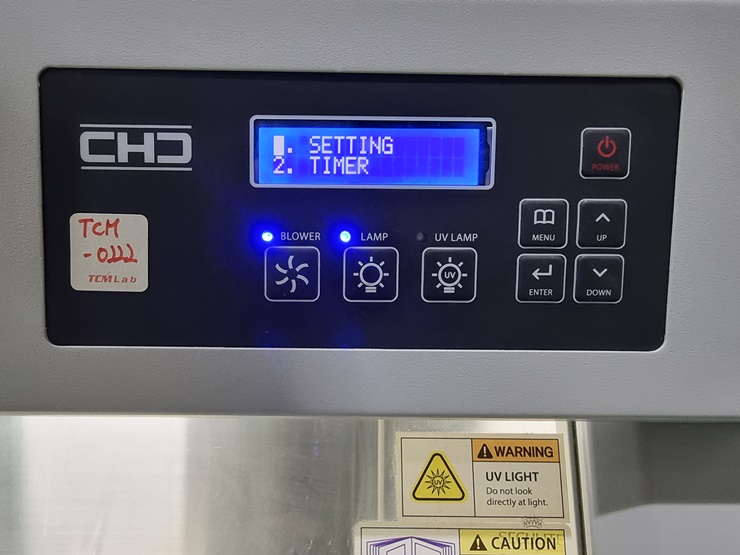 CHC
1. SETTING
2. TIMER
POWER
TCM
-0222
TCM Lab
BLOWER
LAMP
UV LAMP
MENU
UP
UV
ENTER
DOWN
WARNING
UV
UV LIGHT
Do not look
directly at light.
CAUTION